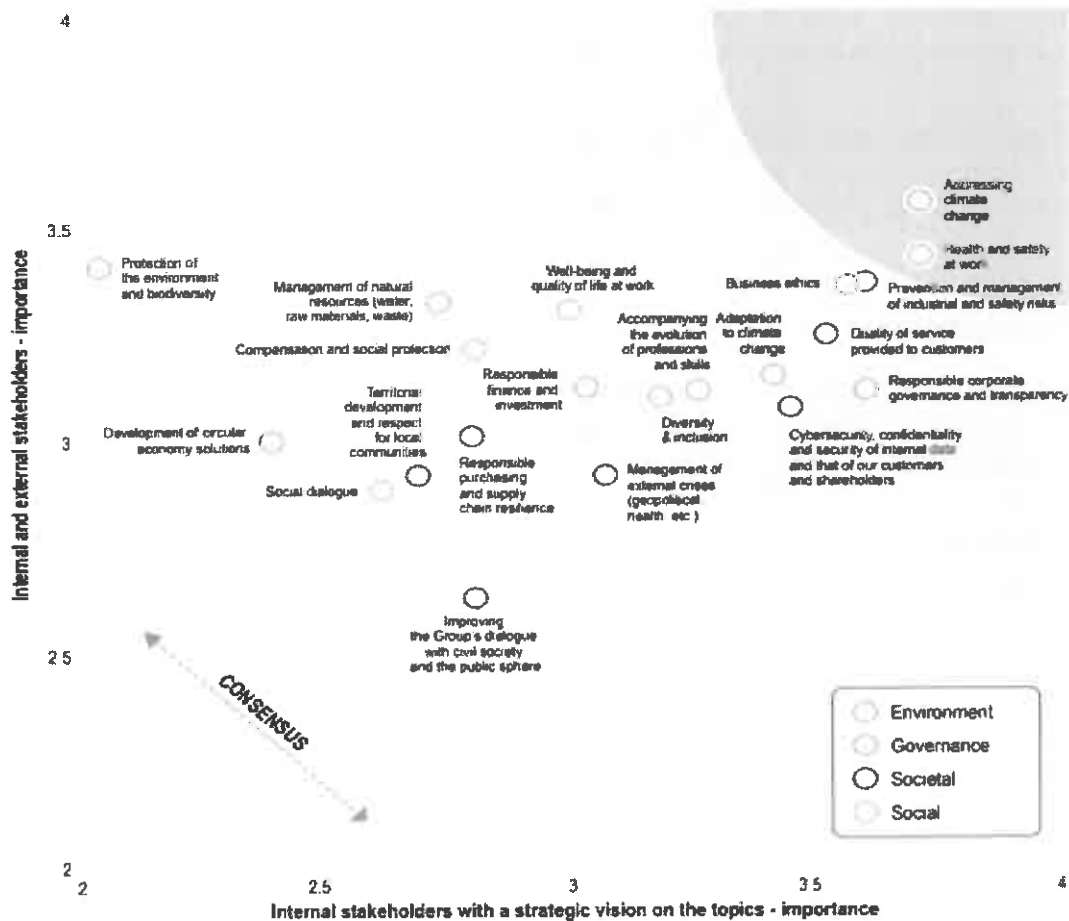 4
Internal and external stakeholders - importance
3.5
3
2 5
2
Addressing
climate
change
Health and safety
at work
Protection of
the environment
and biodiversity
Management of natural
resources (water,
raw materials, waste)
Well-being and
quality of life at work
Business ethics
Prevention and management
of industrial and safety risks
Compensation and social protection
Accompanying
the evolution
of professions
and skills
Adaptation
to climate
change
Quality of service
provided to customers
Responsible
finance and
investment
Responsible corporate
governance and transparency
Territorial
development
and respect
for local
communities
Development of circular
economy solutions
Diversity
& inclusion
Cybersecurity, confidentiality
and security of internal data
and that of our customers
and shareholders
Social dialogue
Responsible
purchasing
and supply
chain resilience
Management of
external crises
(geopolitical
health etc )
Improving
the Group's dialogue
with civil society
and the public sphere
CONSENSUS
Environment
Governance
Societal
Social
2
2.5
3
3 5
4
Internal stakeholders with a strategic vision on the topics - importance